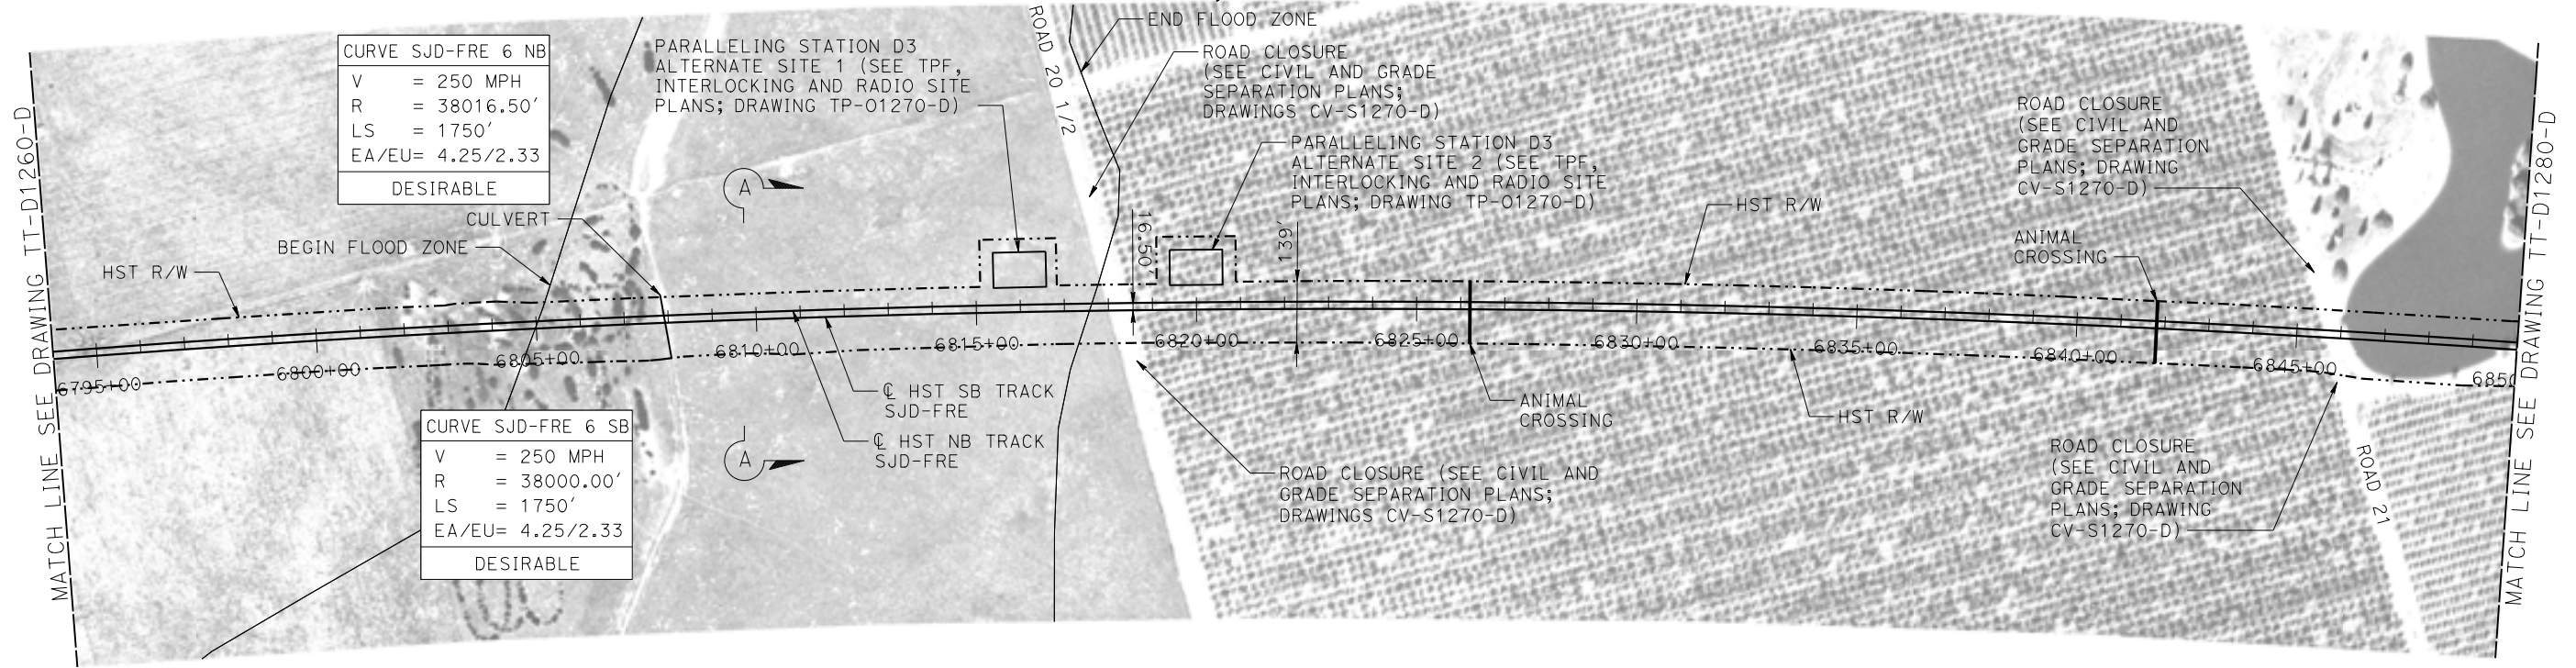 MATCH LINE SEE DRAWING TT-D1260-D
CURVE SJD-FRE 6 NB
V = 250 MPH
R = 38016.50'
LS = 1750'
EA/EU= 4.25/2.33
DESIRABLE
CULVERT
BEGIN FLOOD ZONE
HST R/W
PARALLELING STATION D3
ALTERNATE SITE 1 (SEE TPF,
INTERLOCKING AND RADIO SITE
PLANS; DRAWING TP-O1270-D)
A
ROAD 20 1/2
END FLOOD ZONE
ROAD CLOSURE
(SEE CIVIL AND GRADE
SEPARATION PLANS;
DRAWINGS CV-S1270-D)
PARALLELING STATION D3
ALTERNATE SITE 2 (SEE TPF,
INTERLOCKING AND RADIO SITE
PLANS; DRAWING TP-O1270-D)
16.50'
139'
HST R/W
ROAD CLOSURE
(SEE CIVIL AND
GRADE SEPARATION
PLANS; DRAWING
CV-S1270-D)
ANIMAL
CROSSING
6795+00
6800+00
6805+00
6810+00
6815+00
6820+00
6825+00
6830+00
6835+00
6840+00
6845+00
6850
CURVE SJD-FRE 6 SB
V = 250 MPH
R = 38000.00'
LS = 1750'
EA/EU= 4.25/2.33
DESIRABLE
A
℄ HST SB TRACK
SJD-FRE
℄ HST NB TRACK
SJD-FRE
ROAD CLOSURE (SEE CIVIL AND
GRADE SEPARATION PLANS;
DRAWINGS CV-S1270-D)
ANIMAL
CROSSING
HST R/W
ROAD CLOSURE
(SEE CIVIL AND
GRADE SEPARATION
PLANS; DRAWING
CV-S1270-D)
ROAD 21
MATCH LINE SEE DRAWING TT-D1280-D